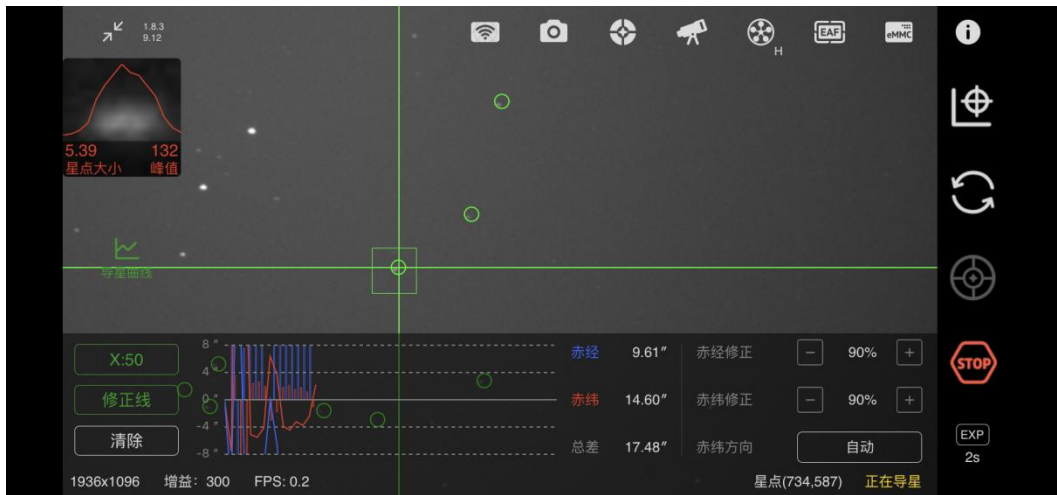 1.8.3
9.12
H
EAF
eMMC
5.39 132
星点大小 峰值
导星曲线
X:50
修正线
清除
8 "
4 "
0 "
-4 "
-8 "
赤经 9.61" 赤经修正 − 90% +
赤纬 14.60" 赤纬修正 − 90% +
总差 17.48" 赤纬方向 自动
STOP
EXP
2s
1936x1096 增益：300 FPS: 0.2 星点(734,587) 正在导星